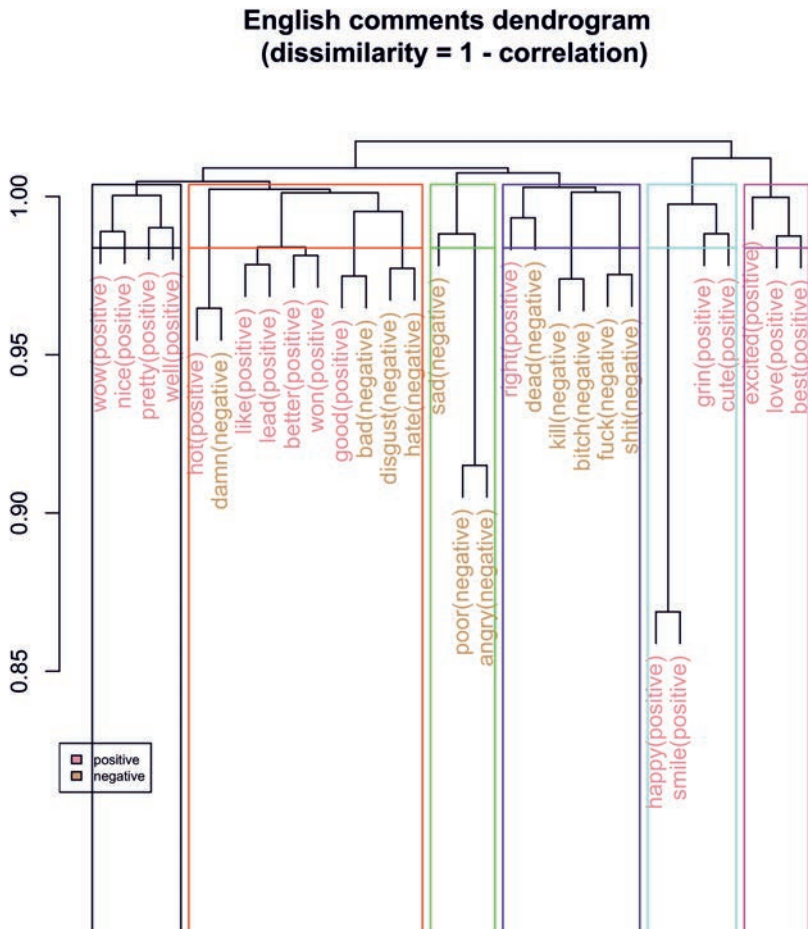 English comments dendrogram
(dissimilarity = 1 - correlation)
1.00
0.95
0.90
0.85
wow(positive)
nice(positive)
pretty(positive)
well(positive)
hot(positive)
damn(negative)
like(positive)
lead(positive)
better(positive)
won(positive)
good(positive)
bad(negative)
disgust(negative)
hate(negative)
sad(negative)
poor(negative)
angry(negative)
right(positive)
dead(negative)
kill(negative)
bitch(negative)
fuck(negative)
shit(negative)
happy(positive)
smile(positive)
grin(positive)
cute(positive)
excited(positive)
love(positive)
best(positive)
positive
negative